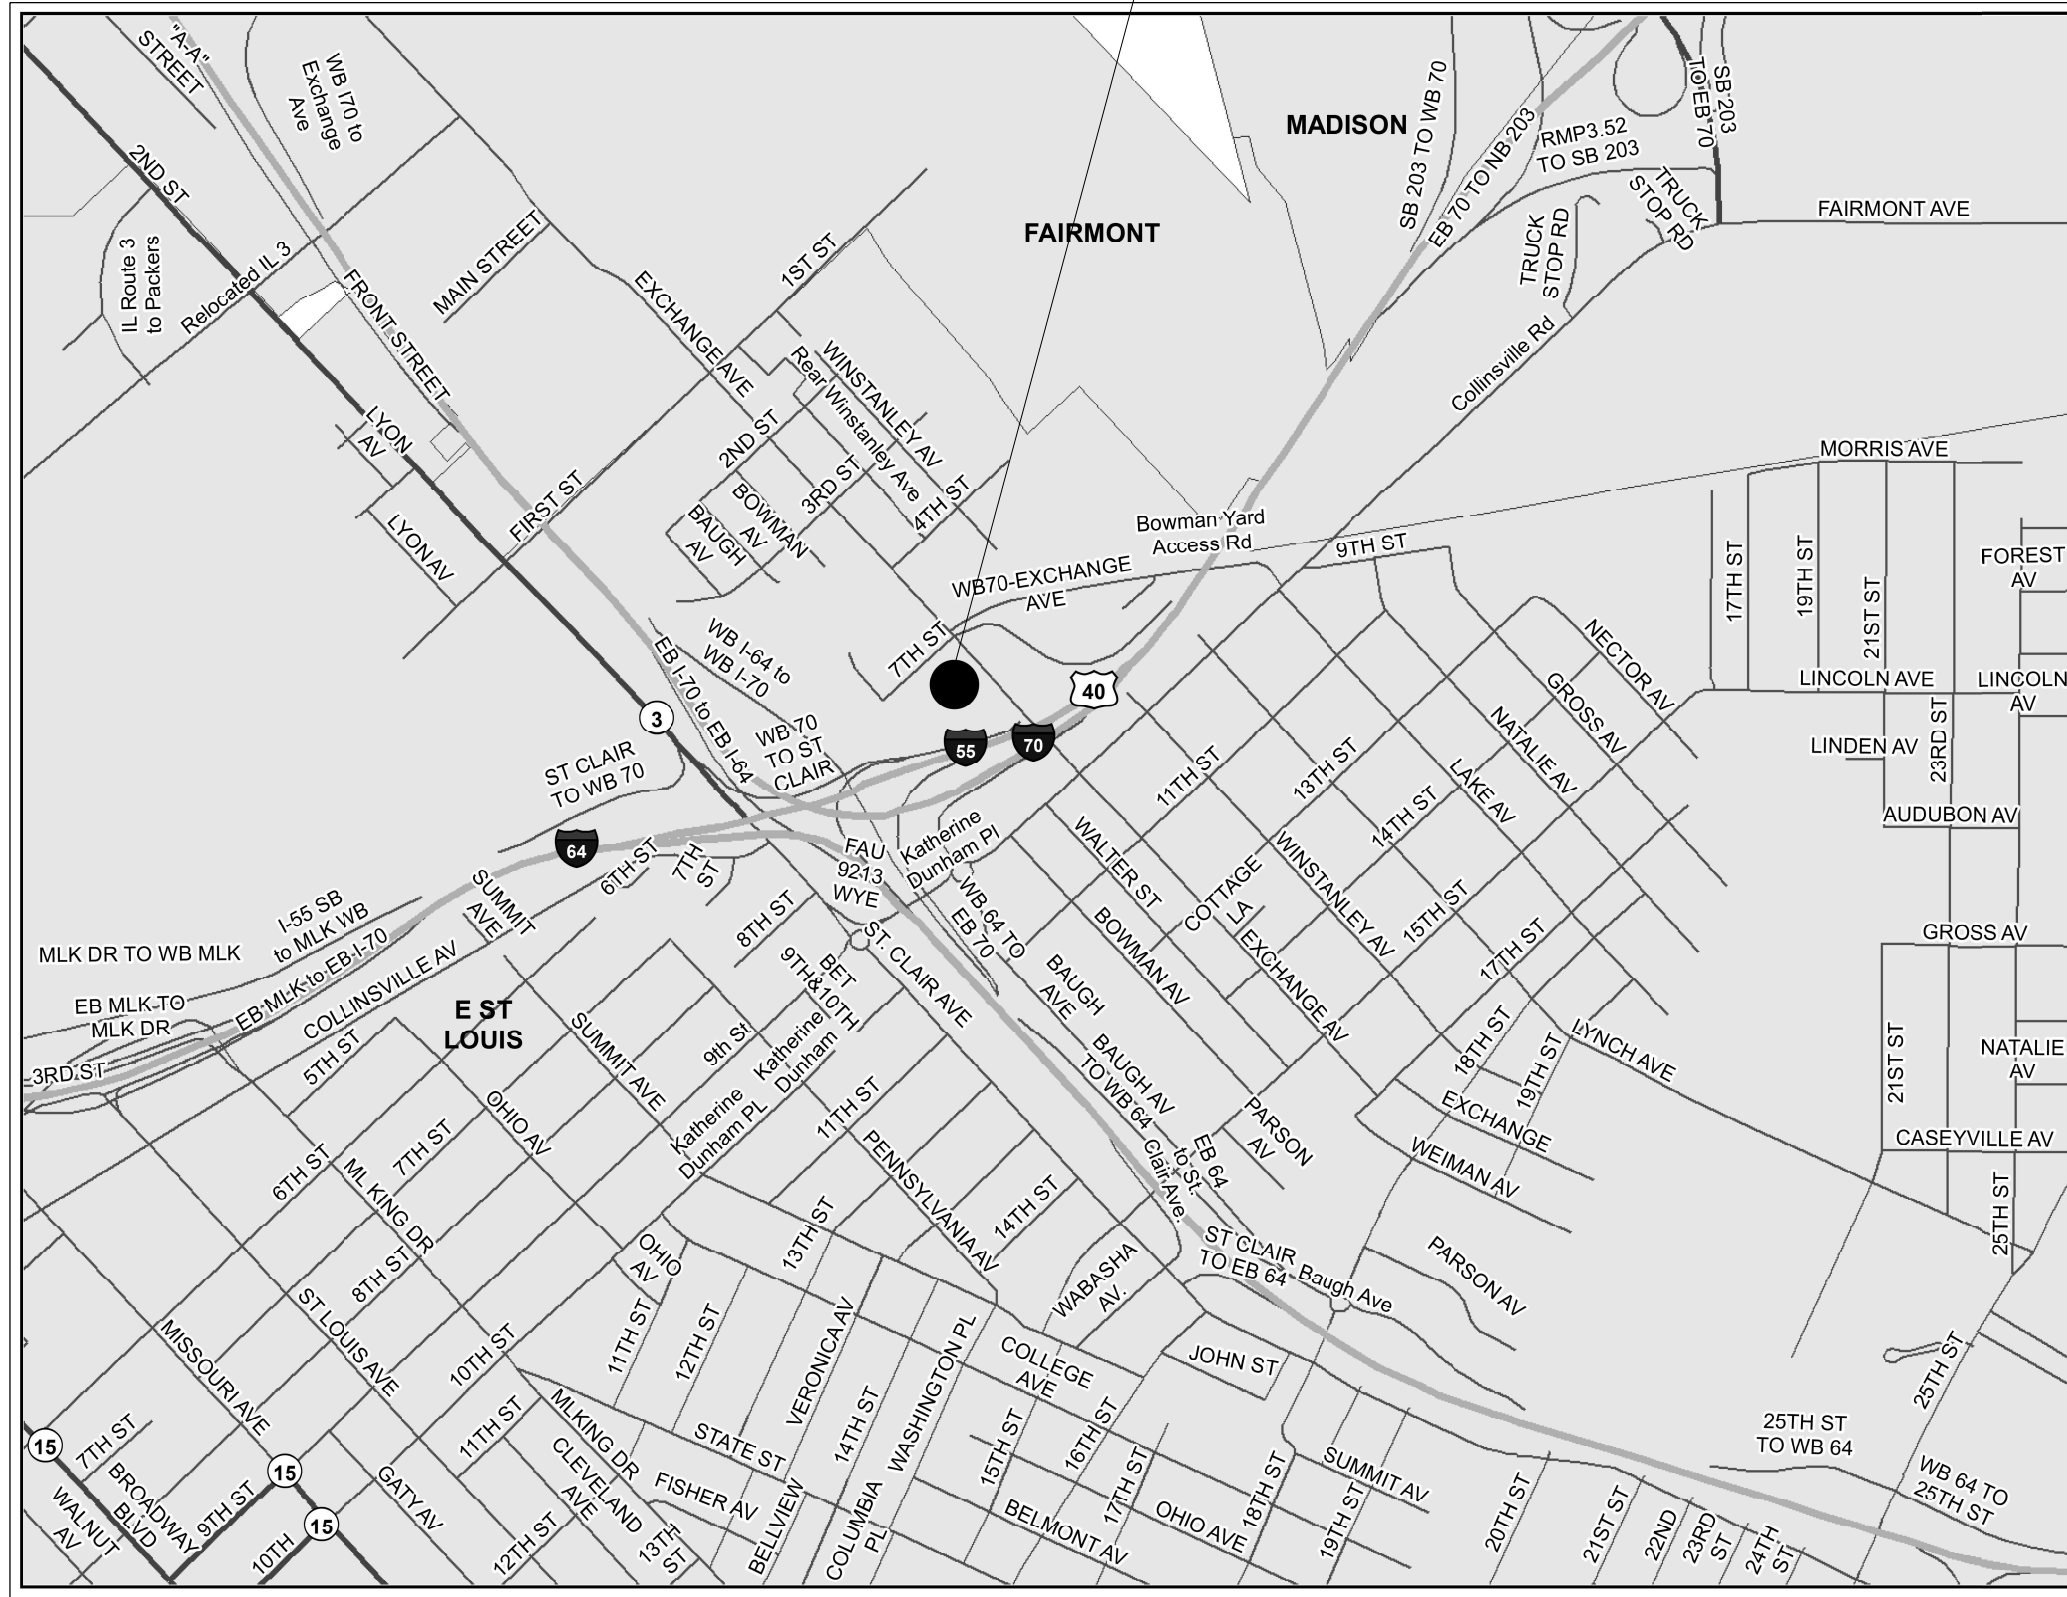 "A-A"
STREET
WB I70 to
Exchange
Ave
MADISON
SB 203 TO WB 70
EB 70 TO NB 203
RMP3.52
TO SB 203
SB 203
TO EB 70
TRUCK
STOP RD
FAIRMONT AVE
2ND ST
FAIRMONT
TRUCK
STOP RD
IL Route 3
to Packers
Relocated IL 3
MAIN STREET
1ST ST
FRONT STREET
EXCHANGE AVE
Collinsville Rd
WINSTANLEY AV
Rear Winstanley Ave
LYON
AV
2ND ST
3RD ST
4TH ST
BOWMAN
AV
BAUGH
AV
FIRST ST
LYON AV
MORRIS AVE
Bowman Yard
Access Rd
9TH ST
WB70-EXCHANGE
AVE
17TH ST
19TH ST
21ST ST
FOREST
AV
7TH ST
WB I-64 to
WB I-70
EB I-70 to EB I-64
NECTOR AV
GROSS AV
NATALIE AV
LAKE AV
LINCOLN AVE
LINCOLN
AV
40
3
55
70
WB 70
TO ST
CLAIR
ST CLAIR
TO WB 70
LINDEN AV
23RD ST
11TH ST
13TH ST
14TH ST
AUDUBON AV
64
6TH ST
7TH
ST
FAU
9213
WYE
Katherine
Dunham Pl
WALTER ST
WINSTANLEY AV
COTTAGE
LA
15TH ST
17TH ST
SUMMIT
AVE
I-55 SB
to MLK WB
MLK DR TO WB MLK
EB MLK to EB I-70
COLLINSVILLE AV
8TH ST
ST. CLAIR AVE
WB 64 TO
EB 70
BOWMAN AV
EXCHANGE AV
GROSS AV
EB MLK TO
MLK DR
3RD ST
E ST
LOUIS
BET
9TH&10TH
BAUGH
AVE
5TH ST
SUMMIT AVE
9th St
Katherine
Dunham
18TH ST
19TH ST
LYNCH AVE
21ST ST
NATALIE
AV
BAUGH AV
TO WB 64
Katherine
Dunham PL
11TH ST
OHIO AV
7TH ST
6TH ST
ML KING DR
PARSON
AV
EXCHANGE
WEIMAN AV
CASEYVILLE AV
EB 64
to St.
Clair Ave.
PENNSYLVANIA AV
14TH ST
13TH ST
25TH ST
OHIO
AV
8TH ST
WABASHA
AV.
ST CLAIR
TO EB 64
Baugh Ave
PARSON AV
ST LOUIS AVE
MISSOURI AVE
10TH ST
11TH ST
12TH ST
VERONICA AV
WASHINGTON PL
COLLEGE
AVE
JOHN ST
25TH ST
15
7TH ST
BROADWAY
BLVD
WALNUT
AV
9TH ST
15
15
10TH
GATY AV
11TH ST
MLKING DR
CLEVELAND
AVE
12TH ST
STATE ST
FISHER AV
13TH
ST
BELLVIEW
14TH ST
COLUMBIA
PL
15TH ST
16TH ST
17TH ST
BELMONT AV
OHIO AVE
18TH ST
SUMMIT AV
19TH ST
20TH ST
21ST ST
22ND
23RD
ST
24TH
ST
25TH ST
TO WB 64
WB 64 TO
25TH ST